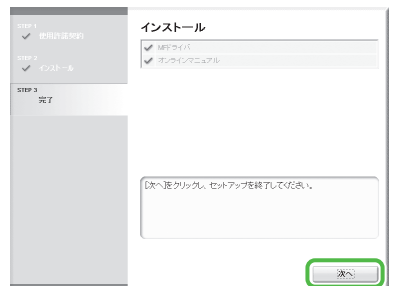 STEP 1
使用許諾契約
STEP 2
インストール
STEP 3
完了
インストール
MFドライバ
オンラインマニュアル
[次へ]をクリックし、セットアップを終了してください。
次へ